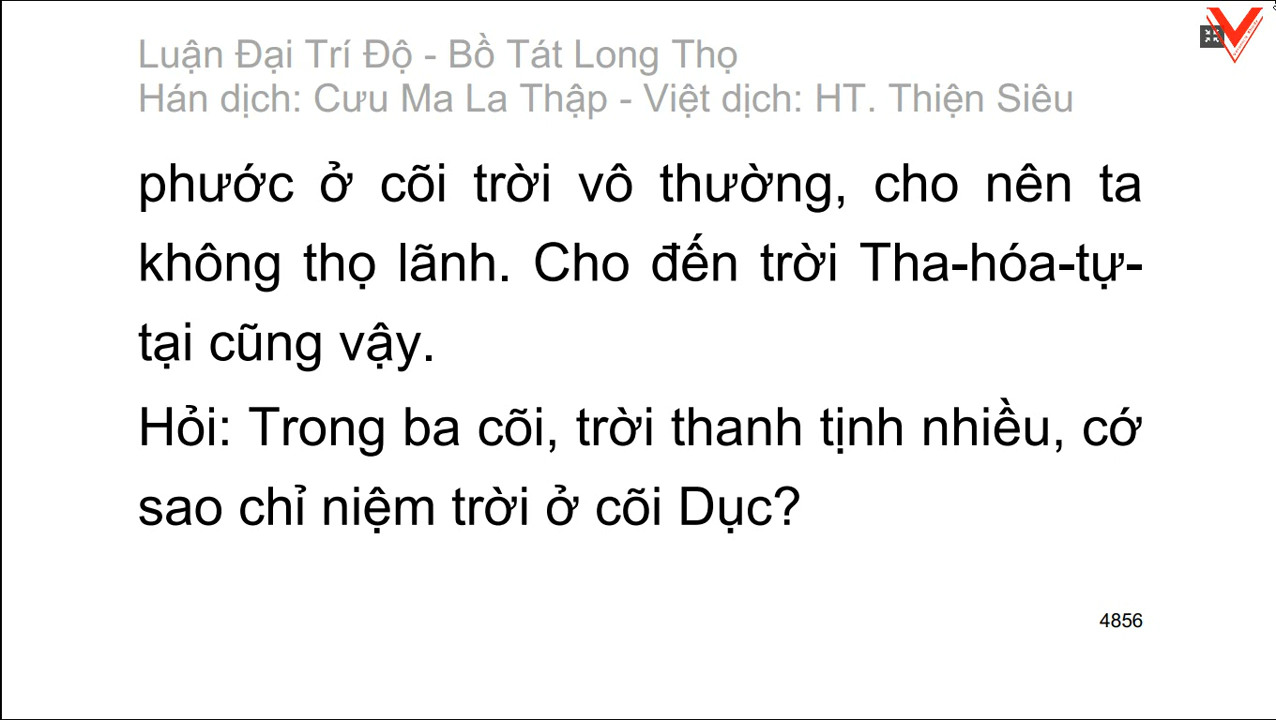 Luận Đại Trí Độ - Bồ Tát Long Thọ
Hán dịch: Cưu Ma La Thập - Việt dịch: HT. Thiện Siêu
phước ở cõi trời vô thường, cho nên ta
không thọ lãnh. Cho đến trời Tha-hóa-tự-
tại cũng vậy.
Hỏi: Trong ba cõi, trời thanh tịnh nhiều, cớ
sao chỉ niệm trời ở cõi Dục?
4856